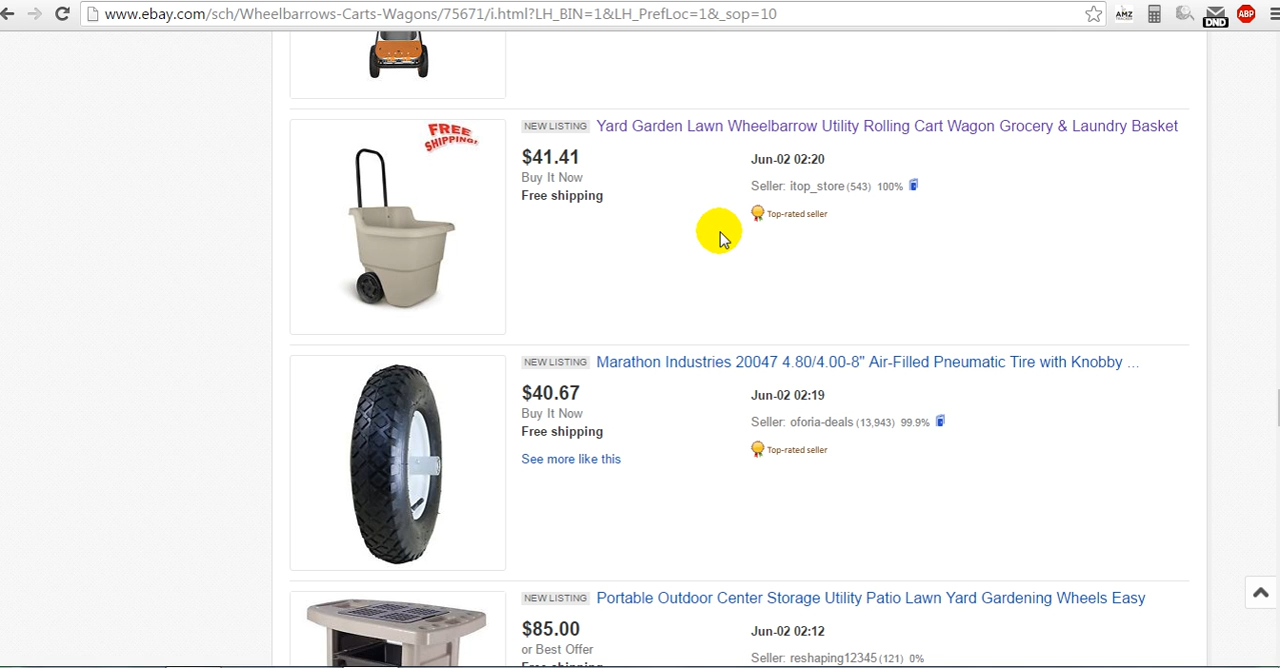 www.ebay.com/sch/Wheelbarrows-Carts-Wagons/75671/i.html?LH_BIN=1&LH_PrefLoc=1&_sop=10
AMZ
DND
ABP
FREE
SHIPPING!
NEW LISTING Yard Garden Lawn Wheelbarrow Utility Rolling Cart Wagon Grocery & Laundry Basket
$41.41 Jun-02 02:20
Buy It Now
Free shipping
Seller: itop_store (543) 100%
Top-rated seller
NEW LISTING Marathon Industries 20047 4.80/4.00-8" Air-Filled Pneumatic Tire with Knobby ...
$40.67 Jun-02 02:19
Buy It Now
Free shipping
Seller: oforia-deals (13,943) 99.9%
Top-rated seller
See more like this
NEW LISTING Portable Outdoor Center Storage Utility Patio Lawn Yard Gardening Wheels Easy
$85.00 Jun-02 02:12
or Best Offer
Seller: reshaping12345 (121) 0%
Free shipping